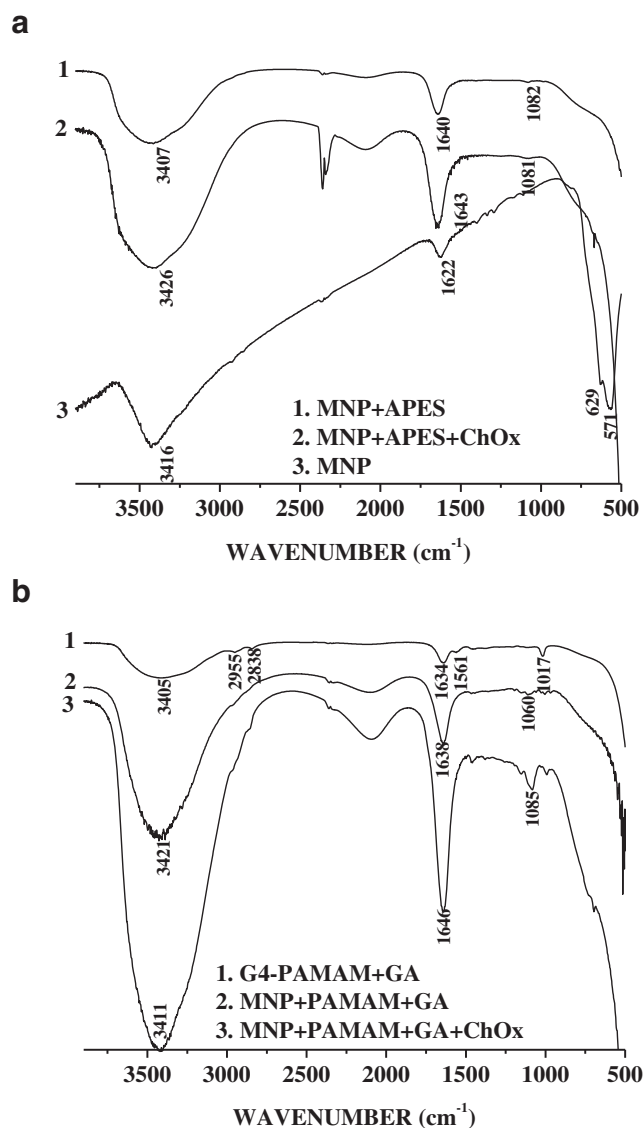 a
1
2
3
3407
3426
3416
1640
1643
1622
1082
1081
629
571
1. MNP+APES
2. MNP+APES+ChOx
3. MNP
3500 3000 2500 2000 1500 1000 500
WAVENUMBER (cm-1)
b
1
2
3
3405
2955
2838
1634
1561
1017
3421
1638
1060
3411
1646
1085
1. G4-PAMAM+GA
2. MNP+PAMAM+GA
3. MNP+PAMAM+GA+ChOx
3500 3000 2500 2000 1500 1000 500
WAVENUMBER (cm-1)